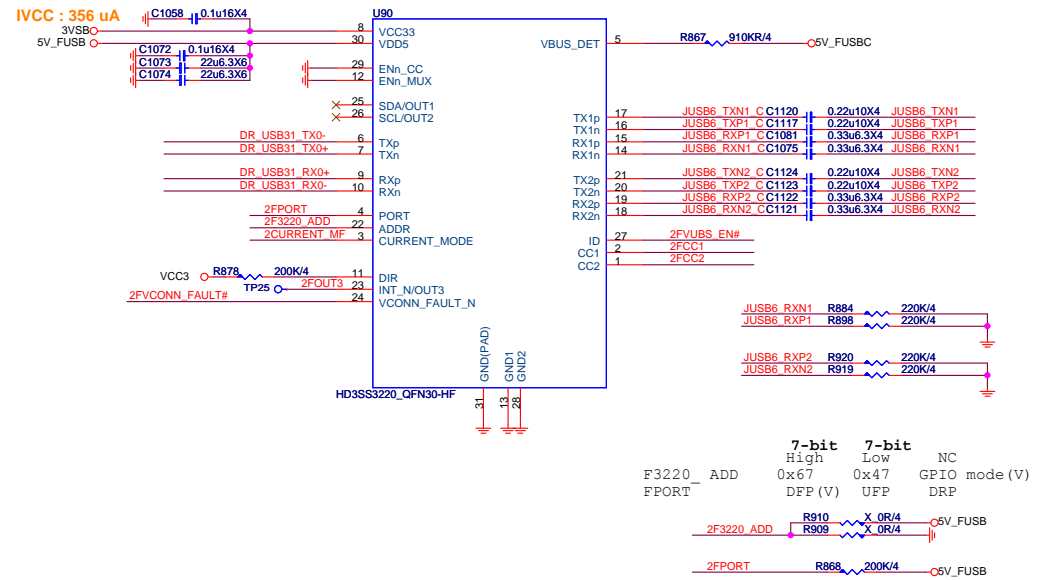 IVCC : 356 uA
C1058 0.1u16X4
3VSB
5V_FUSB
C1072 0.1u16X4
C1073 22u6.3X6
C1074 22u6.3X6
U90
8 VCC33
30 VDD5
29 ENn_CC
12 ENn_MUX
25 SDA/OUT1
26 SCL/OUT2
DR_USB31_TX0- 6 TXp
DR_USB31_TX0+ 7 TXn
DR_USB31_RX0+ 9 RXp
DR_USB31_RX0- 10 RXn
2FPORT 4 PORT
2F3220_ADD 22 ADDR
2CURRENT_MF 3 CURRENT_MODE
VCC3 R878 200K/4 11 DIR
TP25 2FOUT3 23 INT_N/OUT3
2FVCONN_FAULT# 24 VCONN_FAULT_N
VBUS_DET 5 R867 910KR/4 5V_FUSBC
TX1p 17 JUSB6_TXN1_C C1120 0.22u10X4 JUSB6_TXN1
TX1n 16 JUSB6_TXP1_C C1117 0.22u10X4 JUSB6_TXP1
RX1p 15 JUSB6_RXP1_C C1081 0.33u6.3X4 JUSB6_RXP1
RX1n 14 JUSB6_RXN1_C C1075 0.33u6.3X4 JUSB6_RXN1
TX2p 21 JUSB6_TXN2_C C1124 0.22u10X4 JUSB6_TXN2
TX2n 20 JUSB6_TXP2_C C1123 0.22u10X4 JUSB6_TXP2
RX2p 19 JUSB6_RXP2_C C1122 0.33u6.3X4 JUSB6_RXP2
RX2n 18 JUSB6_RXN2_C C1121 0.33u6.3X4 JUSB6_RXN2
ID 27 2FVUBS_EN#
CC1 2 2FCC1
CC2 1 2FCC2
GND(PAD) GND1 GND2
31 13 28
HD3SS3220_QFN30-HF
JUSB6_RXN1 R884 220K/4
JUSB6_RXP1 R898 220K/4
JUSB6_RXP2 R920 220K/4
JUSB6_RXN2 R919 220K/4
7-bit 7-bit
High Low NC
F3220_ ADD 0x67 0x47 GPIO mode(V)
FPORT DFP(V) UFP DRP
R910 X_0R/4 5V_FUSB
2F3220_ADD R909 X_0R/4
2FPORT R868 200K/4 5V_FUSB